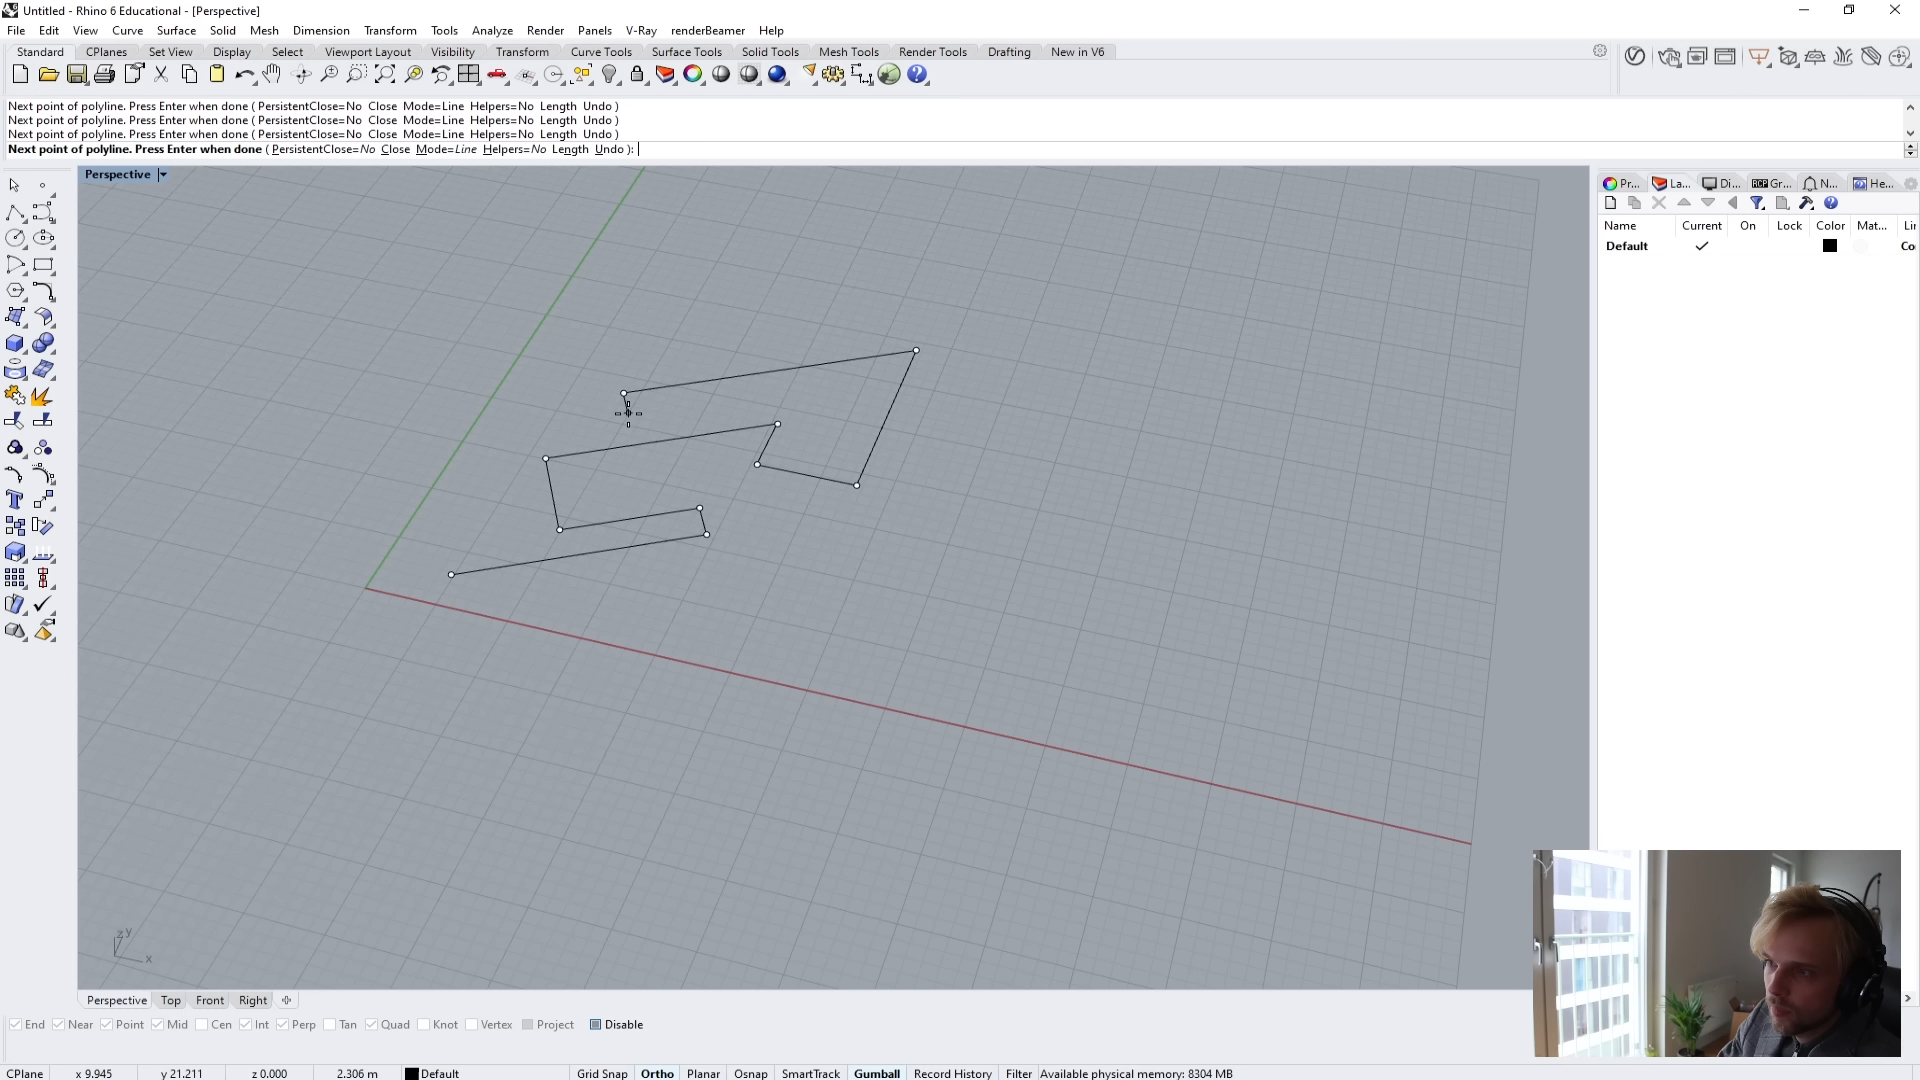 Untitled - Rhino 6 Educational - [Perspective]
File Edit View Curve Surface Solid Mesh Dimension Transform Tools Analyze Render Panels V-Ray renderBeamer Help
Standard CPlanes Set View Display Select Viewport Layout Visibility Transform Curve Tools Surface Tools Solid Tools Mesh Tools Render Tools Drafting New in V6
Next point of polyline. Press Enter when done ( PersistentClose=No Close Mode=Line Helpers=No Length Undo )
Next point of polyline. Press Enter when done ( PersistentClose=No Close Mode=Line Helpers=No Length Undo )
Next point of polyline. Press Enter when done ( PersistentClose=No Close Mode=Line Helpers=No Length Undo )
Next point of polyline. Press Enter when done ( PersistentClose=No Close Mode=Line Helpers=No Length Undo ):
Perspective
Pr... La... Di... Gr... N... He...
Name Current On Lock Color Mat... Lir
Default Co
z y
x
Perspective Top Front Right
End Near Point Mid Cen Int Perp Tan Quad Knot Vertex Project Disable
CPlane x 9.945 y 21.211 z 0.000 2.306 m Default Grid Snap Ortho Planar Osnap SmartTrack Gumball Record History Filter Available physical memory: 8304 MB